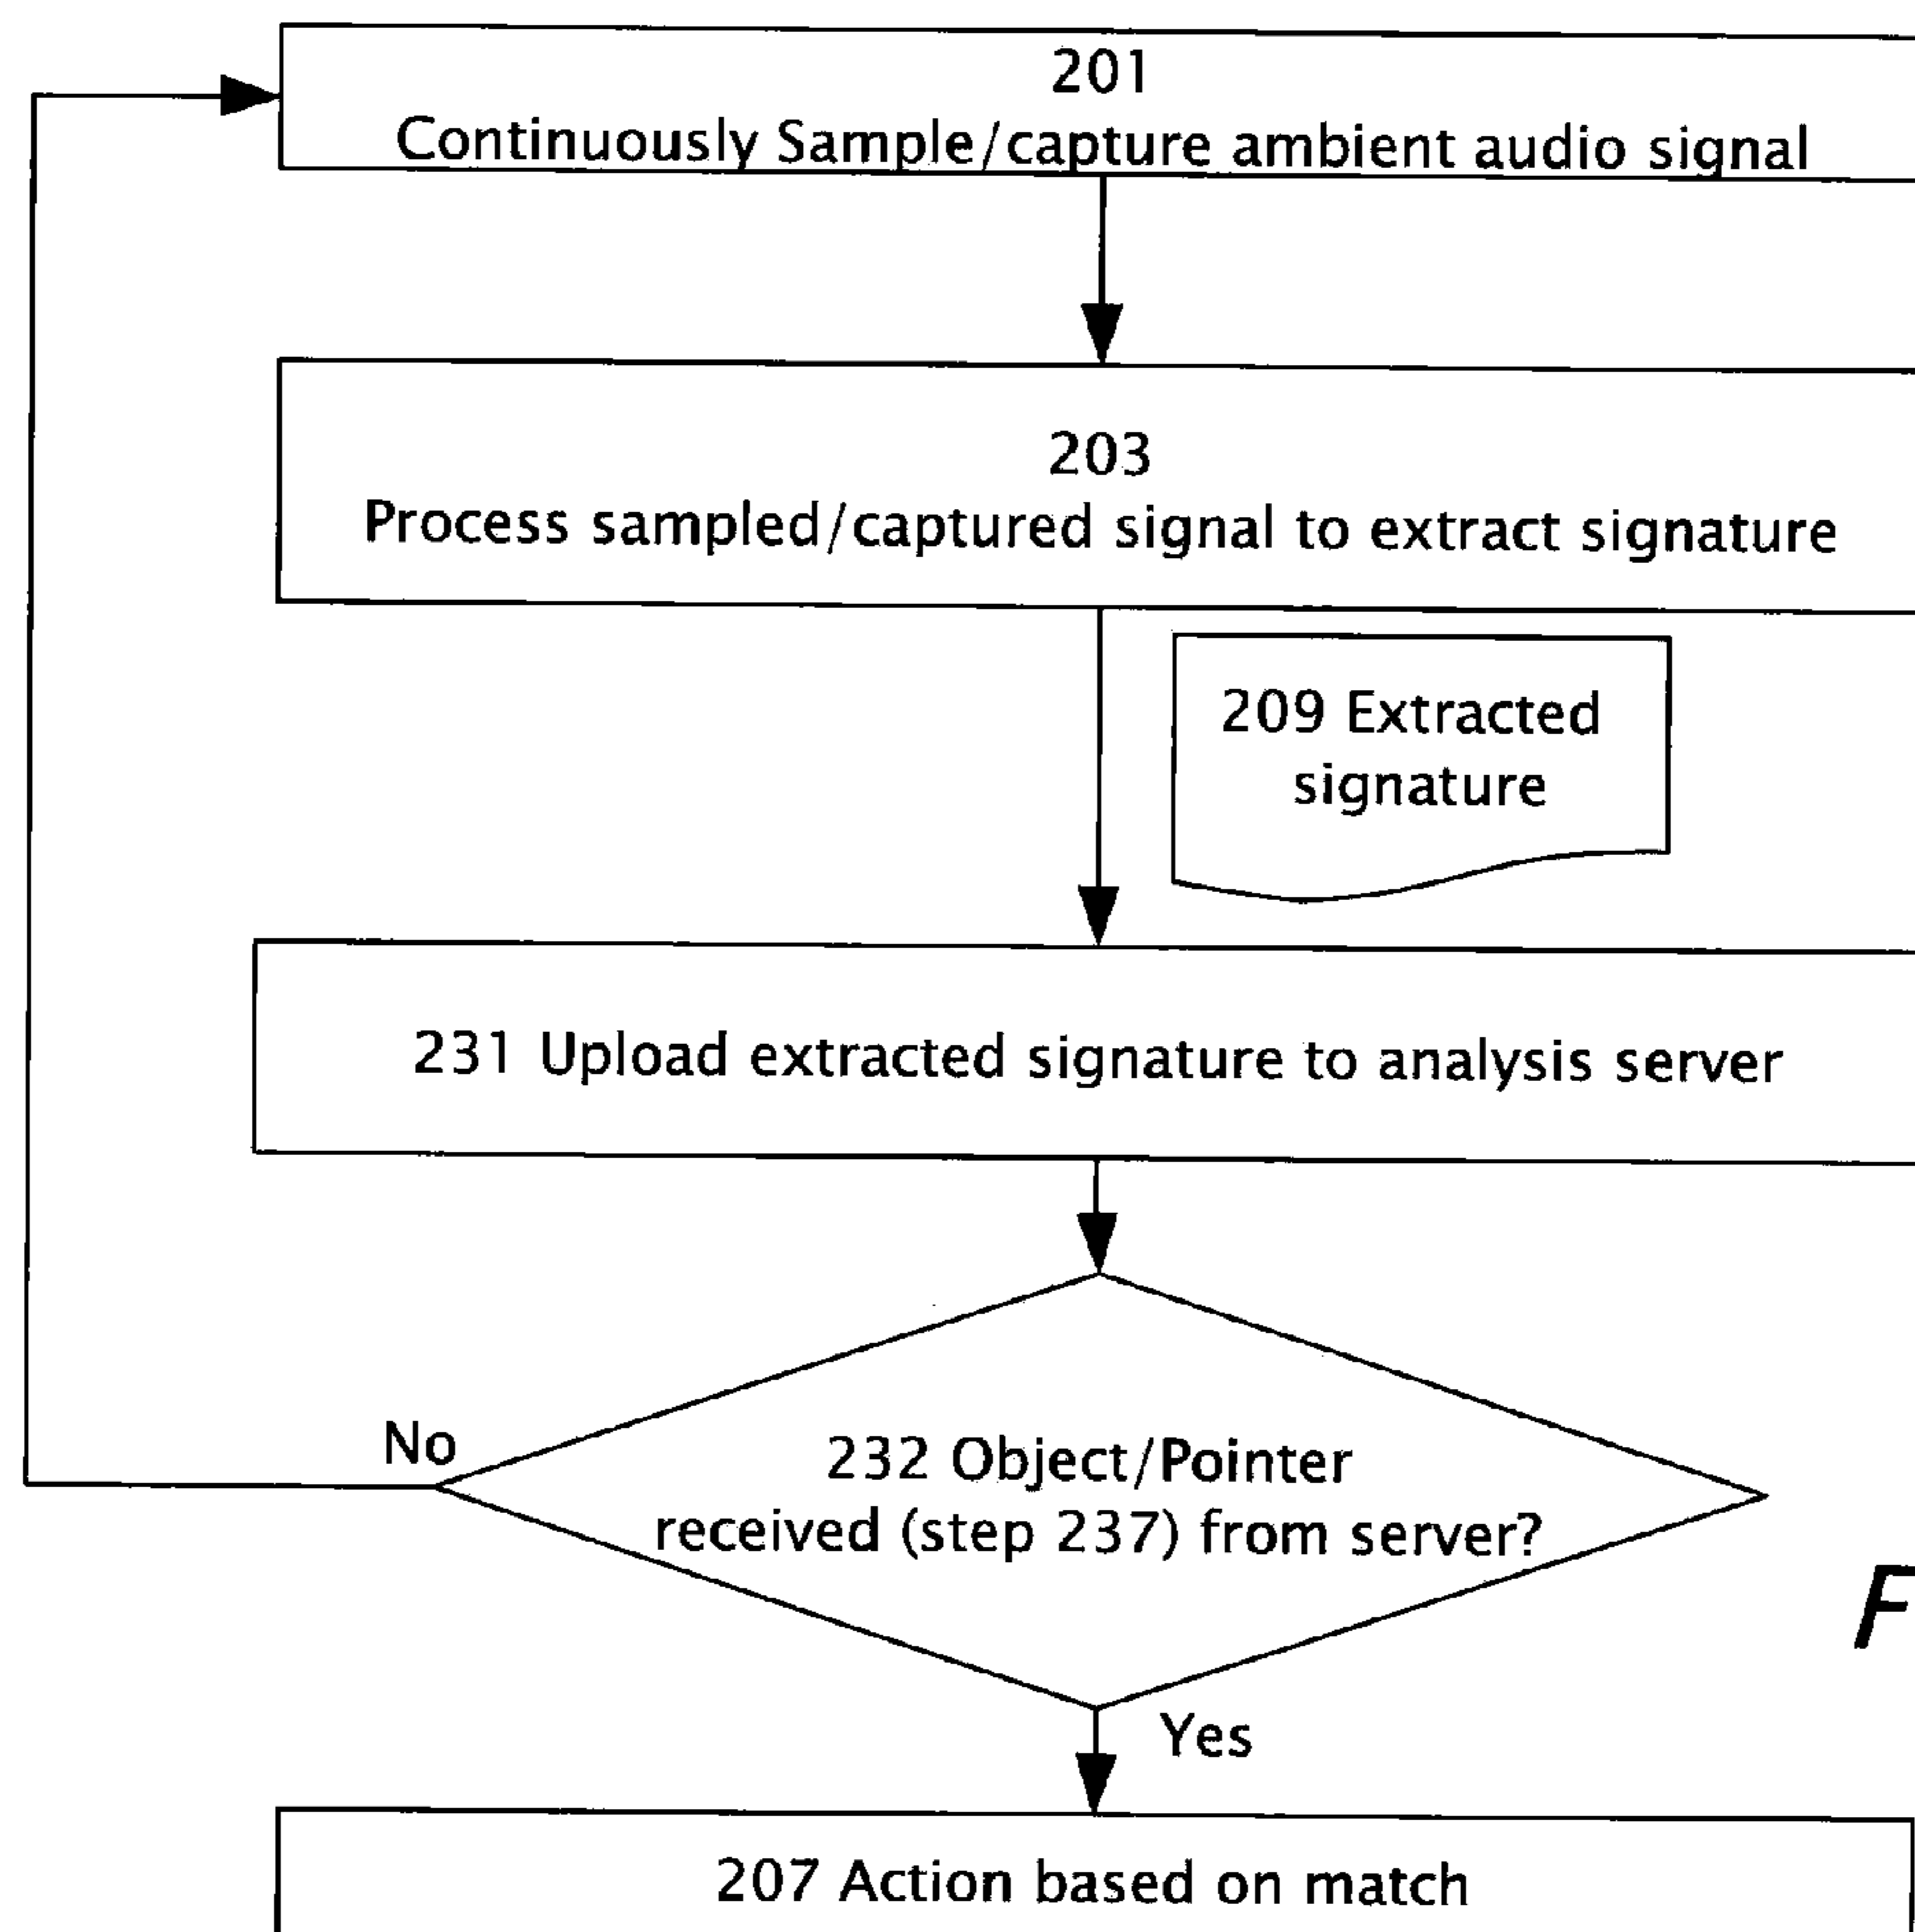 201
Continuously Sample/capture ambient audio signal
203
Process sampled/captured signal to extract signature
209 Extracted
signature
231 Upload extracted signature to analysis server
No
232 Object/Pointer
received (step 237) from server?
F
Yes
207 Action based on match